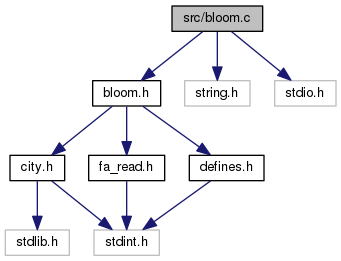 src/bloom.c
bloom.h
string.h
stdio.h
city.h
fa_read.h
defines.h
stdlib.h
stdint.h